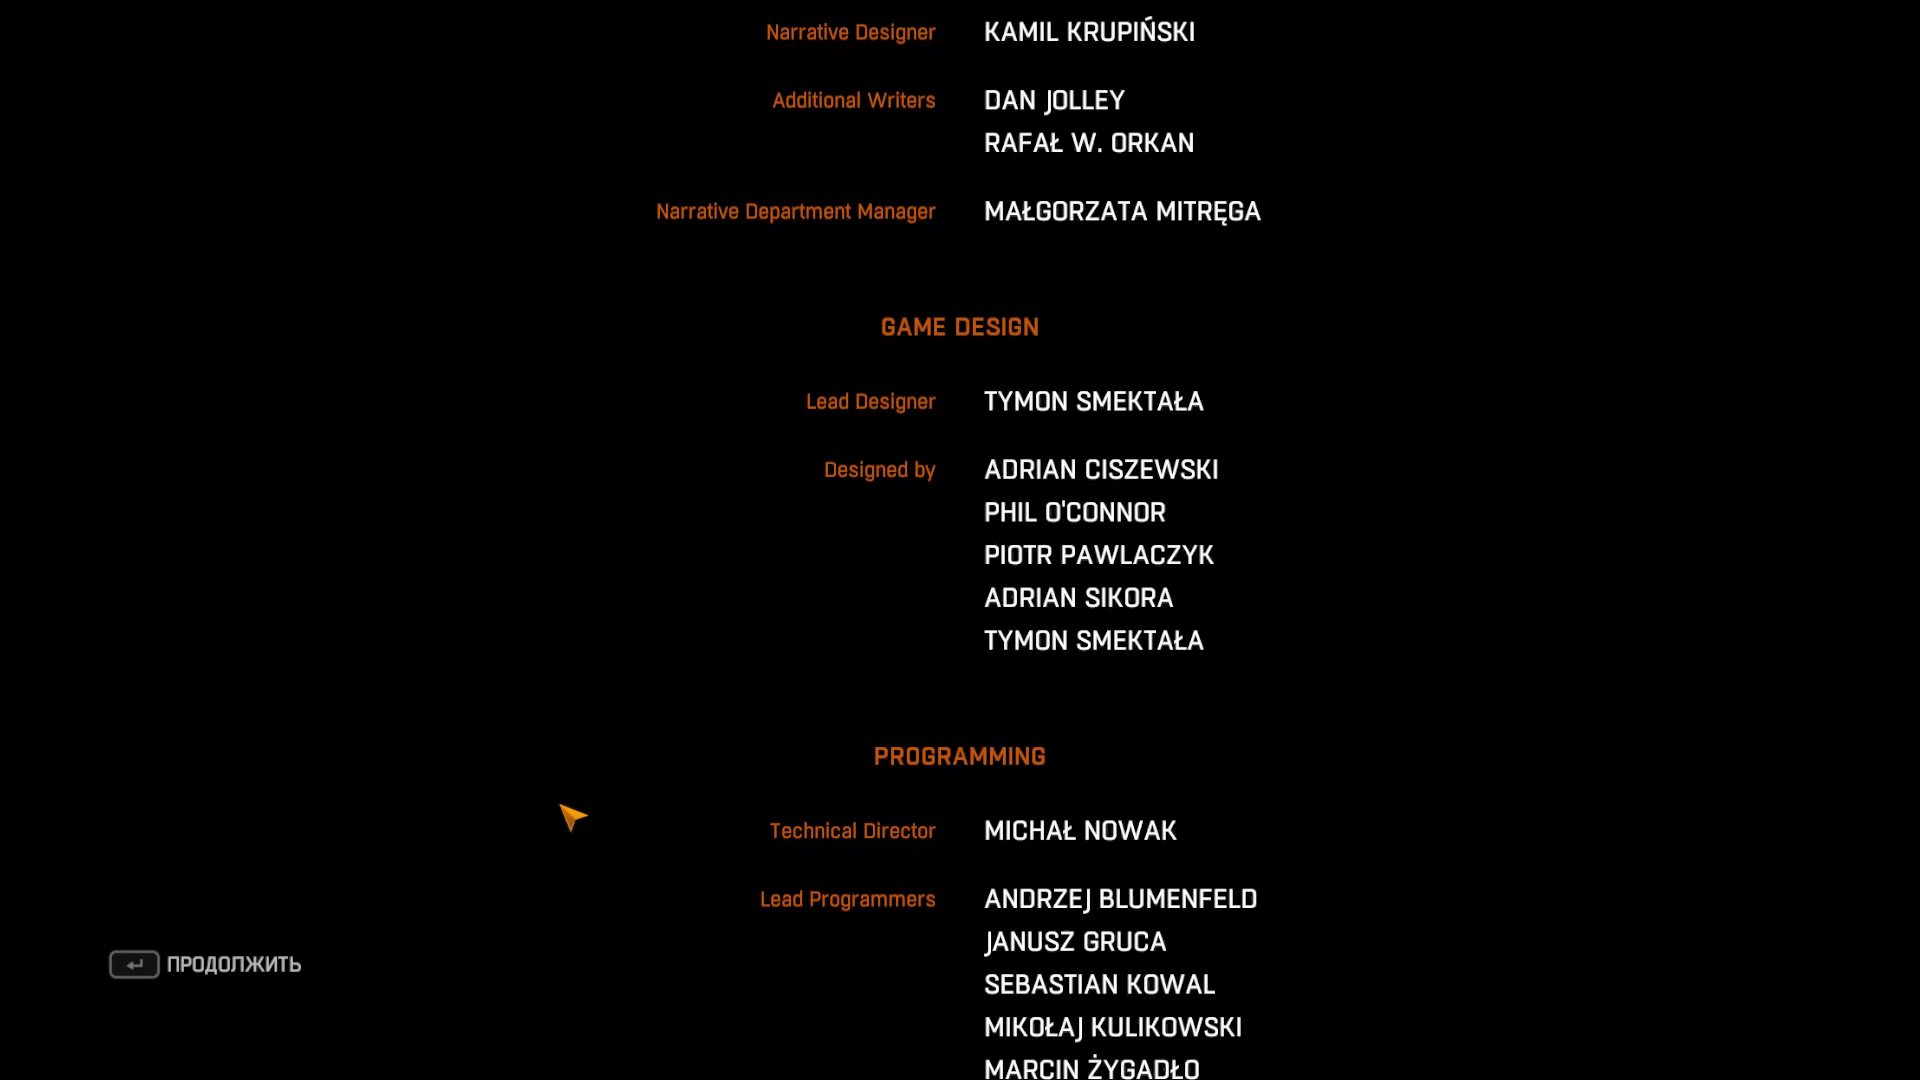 Narrative Designer KAMIL KRUPIŃSKI
Additional Writers DAN JOLLEY
RAFAŁ W. ORKAN
Narrative Department Manager MAŁGORZATA MITRĘGA
GAME DESIGN
Lead Designer TYMON SMEKTAŁA
Designed by ADRIAN CISZEWSKI
PHIL O'CONNOR
PIOTR PAWLACZYK
ADRIAN SIKORA
TYMON SMEKTAŁA
PROGRAMMING
Technical Director MICHAŁ NOWAK
Lead Programmers ANDRZEJ BLUMENFELD
JANUSZ GRUCA
ПРОДОЛЖИТЬ
SEBASTIAN KOWAL
MIKOŁAJ KULIKOWSKI
MARCIN ŻYGADŁO